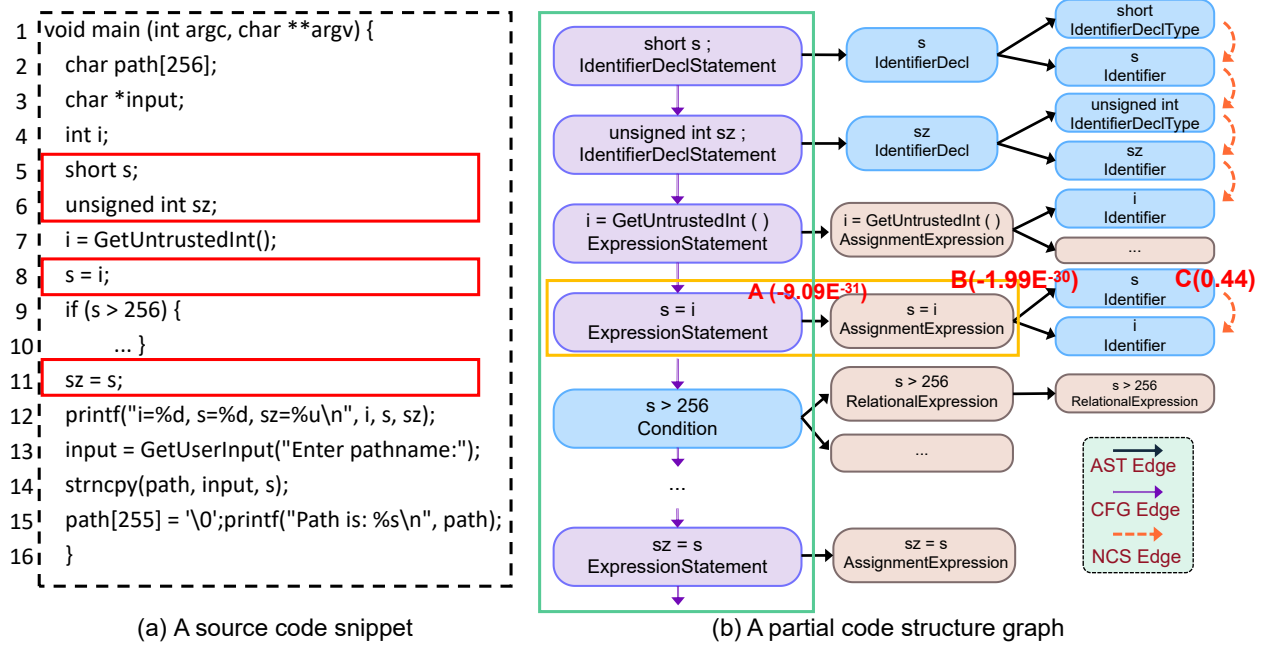 1 void main (int argc, char **argv) {
2 char path[256];
3 char *input;
4 int i;
5 short s;
6 unsigned int sz;
7 i = GetUntrustedInt();
8 s = i;
9 if (s > 256) {
10 ... }
11 sz = s;
12 printf("i=%d, s=%d, sz=%u\n", i, s, sz);
13 input = GetUserInput("Enter pathname:");
14 strncpy(path, input, s);
15 path[255] = '\0';printf("Path is: %s\n", path);
16 }
(a) A source code snippet
short s ;
IdentifierDeclStatement
s
IdentifierDecl
short
IdentifierDeclType
s
Identifier
unsigned int sz ;
IdentifierDeclStatement
sz
IdentifierDecl
unsigned int
IdentifierDeclType
sz
Identifier
i = GetUntrustedInt ( )
ExpressionStatement
i = GetUntrustedInt ( )
AssignmentExpression
i
Identifier
...
A (-9.09E-31)
B(-1.99E-30)
C(0.44)
s = i
ExpressionStatement
s = i
AssignmentExpression
s
Identifier
i
Identifier
s > 256
Condition
s > 256
RelationalExpression
s > 256
RelationalExpression
...
...
sz = s
ExpressionStatement
sz = s
AssignmentExpression
AST Edge
CFG Edge
NCS Edge
(b) A partial code structure graph